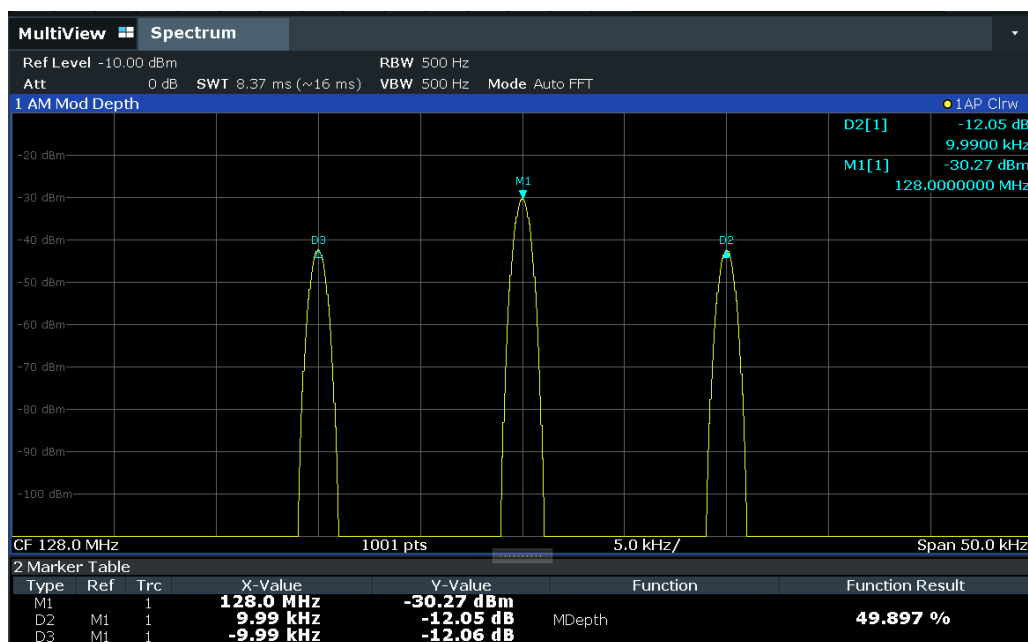 MultiView Spectrum
Ref Level -10.00 dBm RBW 500 Hz
Att 0 dB SWT 8.37 ms (~16 ms) VBW 500 Hz Mode Auto FFT
1 AM Mod Depth 1AP Clrw
D2[1] -12.05 dB
9.9900 kHz
-20 dBm
M1[1] -30.27 dBm
M1 128.0000000 MHz
-30 dBm
-40 dBm D3 D2
-50 dBm
-60 dBm
-70 dBm
-80 dBm
-90 dBm
-100 dBm
CF 128.0 MHz 1001 pts 5.0 kHz/ Span 50.0 kHz
2 Marker Table
Type Ref Trc X-Value Y-Value Function Function Result
M1 1 128.0 MHz -30.27 dBm
D2 M1 1 9.99 kHz -12.05 dB MDepth 49.897 %
D3 M1 1 -9.99 kHz -12.06 dB